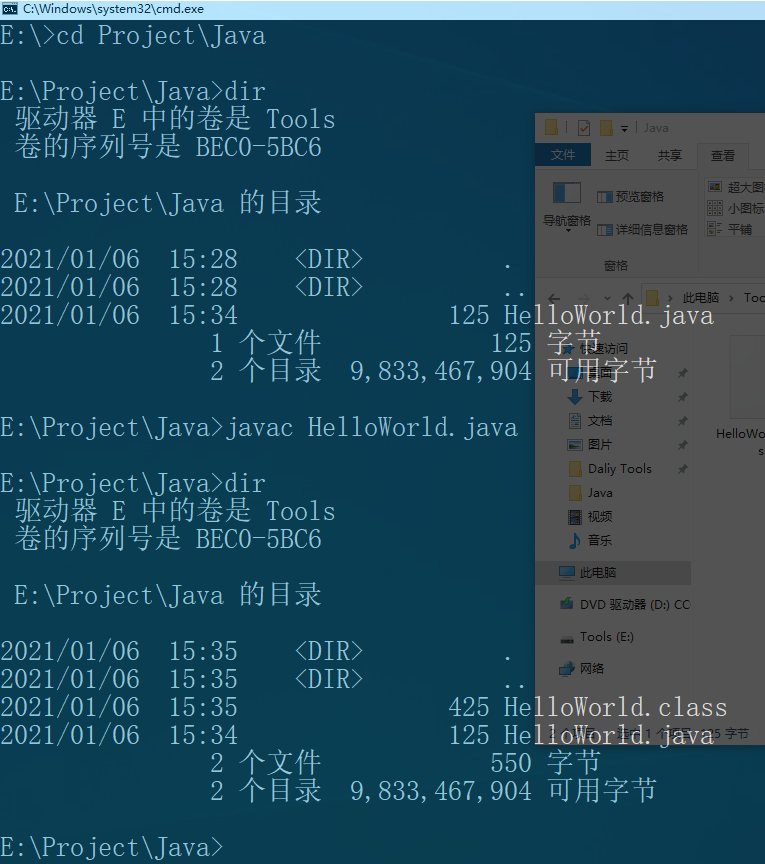 C:\Windows\system32\cmd.exe
E:\>cd Project\Java
E:\Project\Java>dir
驱动器 E 中的卷是 Tools
卷的序列号是 BEC0-5BC6
E:\Project\Java 的目录
2021/01/06 15:28 <DIR> .
2021/01/06 15:28 <DIR> ..
2021/01/06 15:34 125 HelloWorld.java
1 个文件 125 字节
2 个目录 9,833,467,904 可用字节
E:\Project\Java>javac HelloWorld.java
E:\Project\Java>dir
驱动器 E 中的卷是 Tools
卷的序列号是 BEC0-5BC6
E:\Project\Java 的目录
2021/01/06 15:35 <DIR> .
2021/01/06 15:35 <DIR> ..
2021/01/06 15:35 425 HelloWorld.class
2021/01/06 15:34 125 HelloWorld.java
2 个文件 550 字节
2 个目录 9,833,467,904 可用字节
E:\Project\Java>
Java
文件 主页 共享 查看
导航窗格
预览窗格
详细信息窗格
超大图
小图标
平铺
窗格
此电脑 Too
快速访问
桌面
下载
文档
图片
Daliy Tools
Java
视频
音乐
此电脑
DVD 驱动器 (D:) CC
Tools (E:)
网络
HelloWo
s